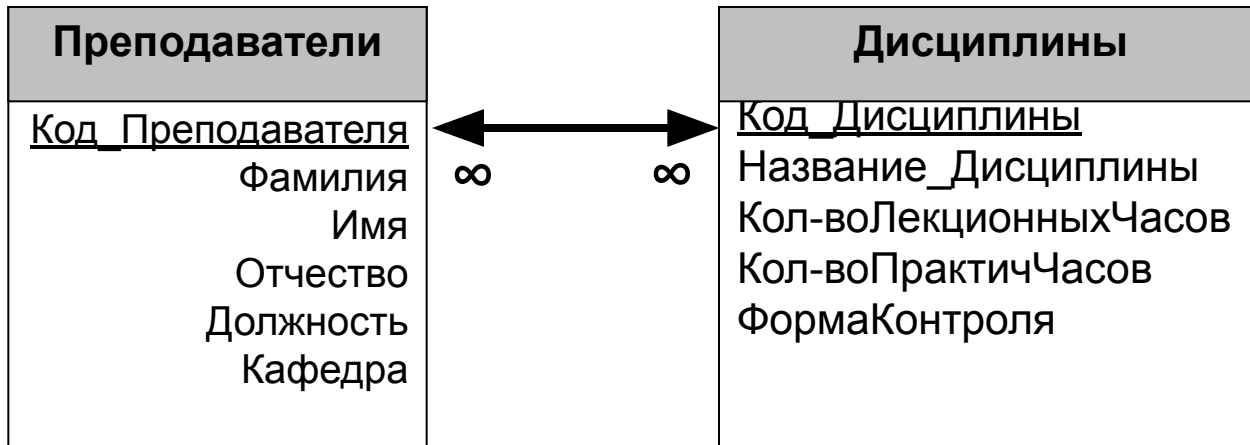 Преподаватели
Код_Преподавателя
Фамилия
Имя
Отчество
Должность
Кафедра
∞ ∞
Дисциплины
Код_Дисциплины
Название_Дисциплины
Кол-воЛекционныхЧасов
Кол-воПрактичЧасов
ФормаКонтроля